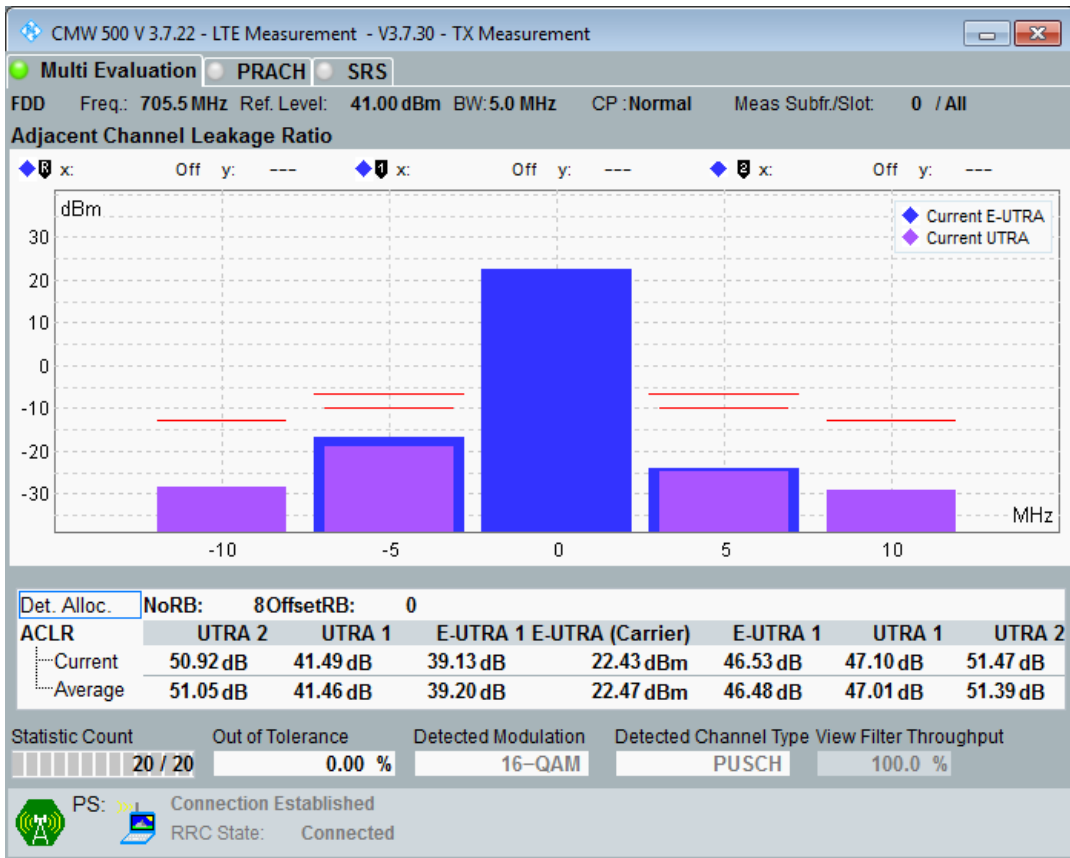 CMW 500 V 3.7.22 - LTE Measurement - V3.7.30 - TX Measurement
Multi Evaluation PRACH SRS
FDD Freq.: 705.5 MHz Ref. Level: 41.00 dBm BW: 5.0 MHz CP : Normal Meas Subfr./Slot: 0 / All
Adjacent Channel Leakage Ratio
R x: Off y: --- 1 x: Off y: --- 2 x: Off y: ---
dBm
Current E-UTRA
Current UTRA
30
20
10
0
-10
-20
-30
MHz
-10 -5 0 5 10
Det. Alloc. NoRB: 8 OffsetRB: 0
ACLR UTRA 2 UTRA 1 E-UTRA 1 E-UTRA (Carrier) E-UTRA 1 UTRA 1 UTRA 2
Current 50.92 dB 41.49 dB 39.13 dB 22.43 dBm 46.53 dB 47.10 dB 51.47 dB
Average 51.05 dB 41.46 dB 39.20 dB 22.47 dBm 46.48 dB 47.01 dB 51.39 dB
Statistic Count Out of Tolerance Detected Modulation Detected Channel Type View Filter Throughput
20 / 20 0.00 % 16-QAM PUSCH 100.0 %
PS: Connection Established
RRC State: Connected